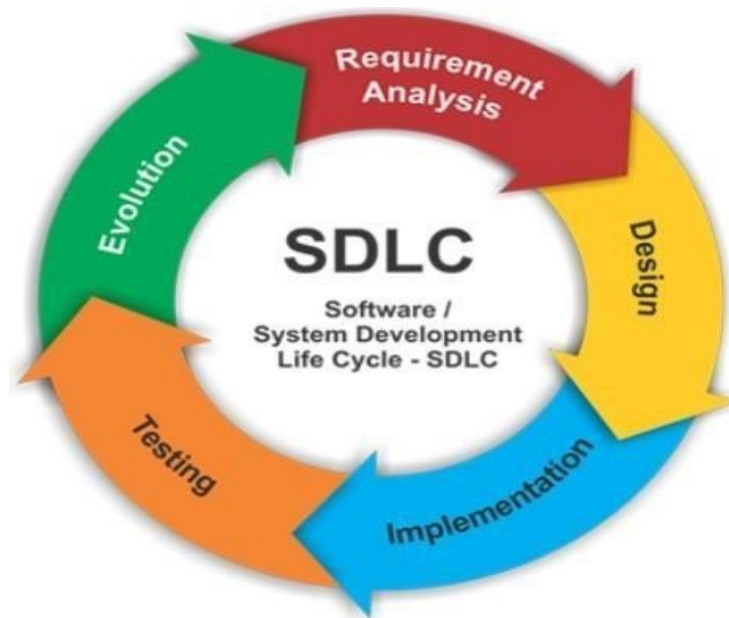 Requirement
Analysis
Design
Implementation
Testing
Evolution
SDLC
Software /
System Development
Life Cycle - SDLC